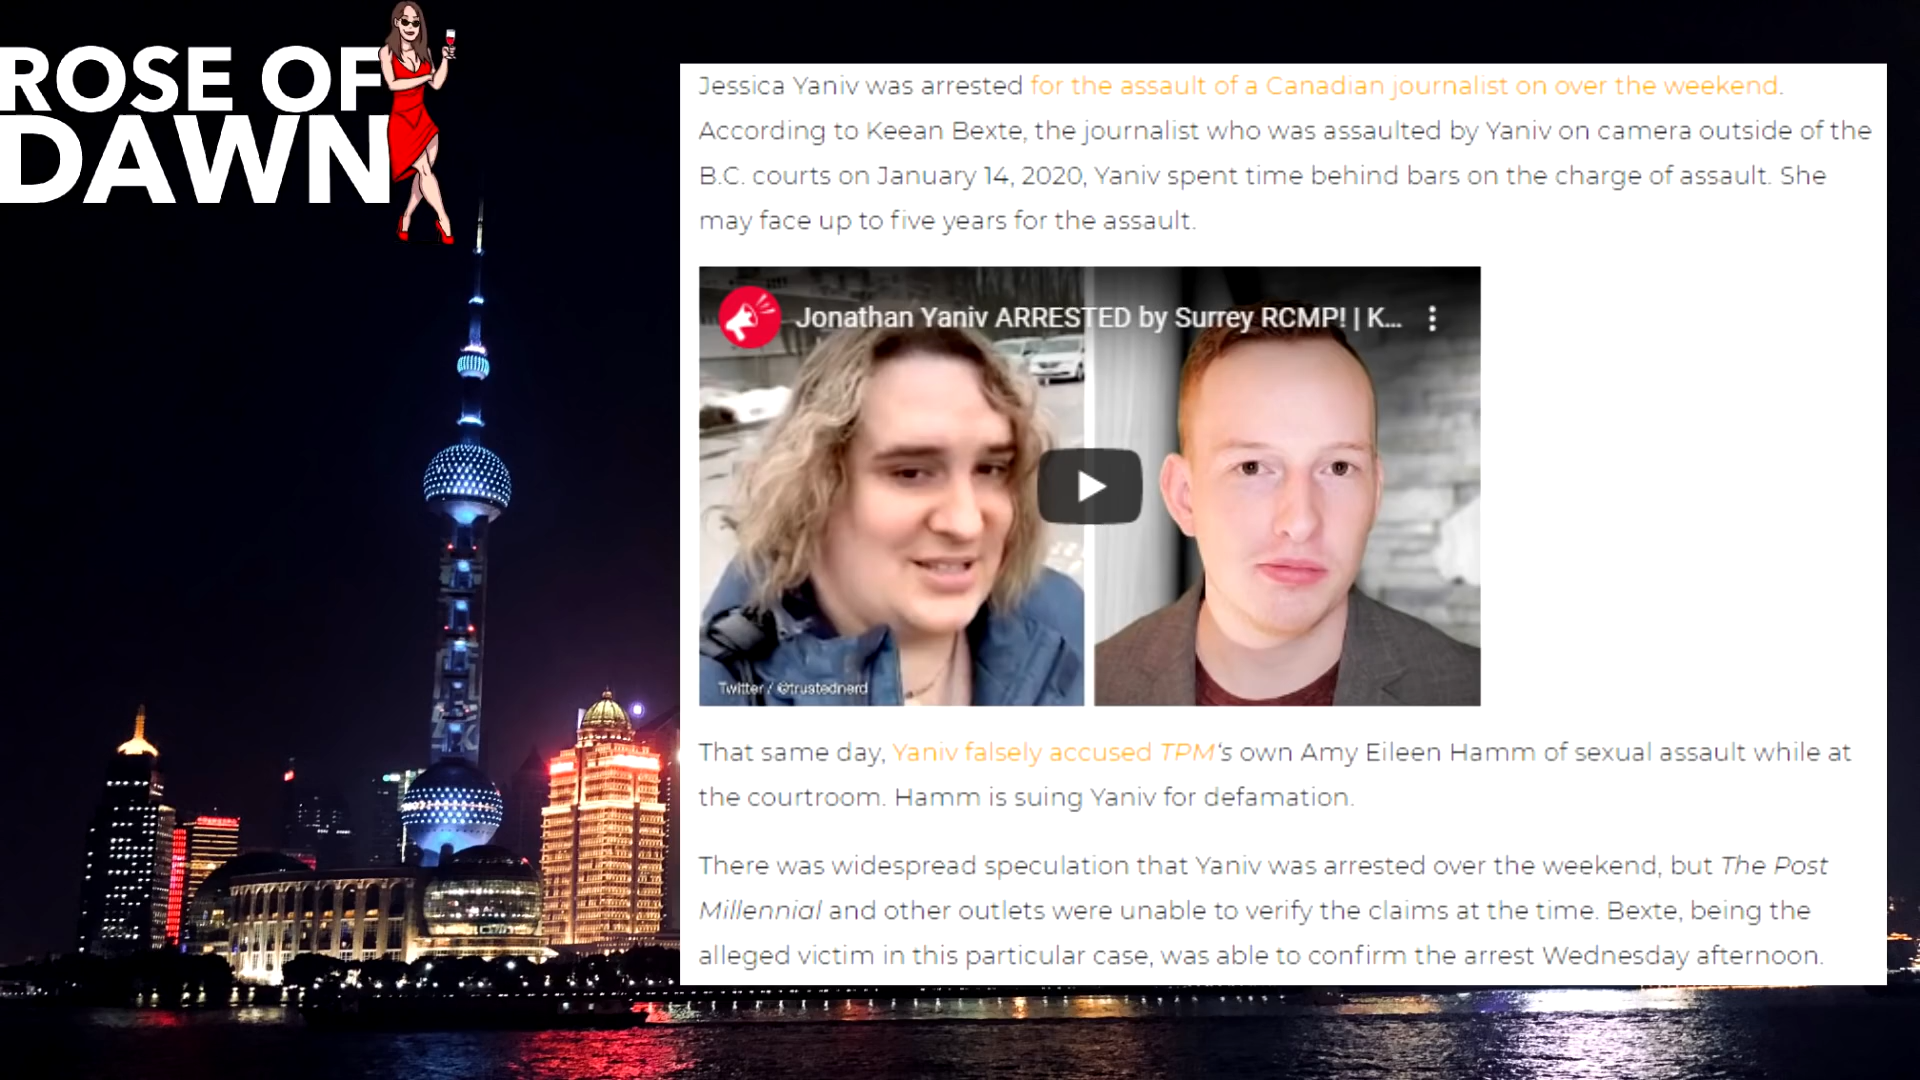 ROSE OF
DAWN
Jessica Yaniv was arrested for the assault of a Canadian journalist on over the weekend.
According to Keean Bexte, the journalist who was assaulted by Yaniv on camera outside of the
B.C. courts on January 14, 2020, Yaniv spent time behind bars on the charge of assault. She
may face up to five years for the assault.
Jonathan Yaniv ARRESTED by Surrey RCMP! | K...
Twitter / @trustednerd
That same day, Yaniv falsely accused TPM‘s own Amy Eileen Hamm of sexual assault while at
the courtroom. Hamm is suing Yaniv for defamation.
There was widespread speculation that Yaniv was arrested over the weekend, but The Post
Millennial and other outlets were unable to verify the claims at the time. Bexte, being the
alleged victim in this particular case, was able to confirm the arrest Wednesday afternoon.